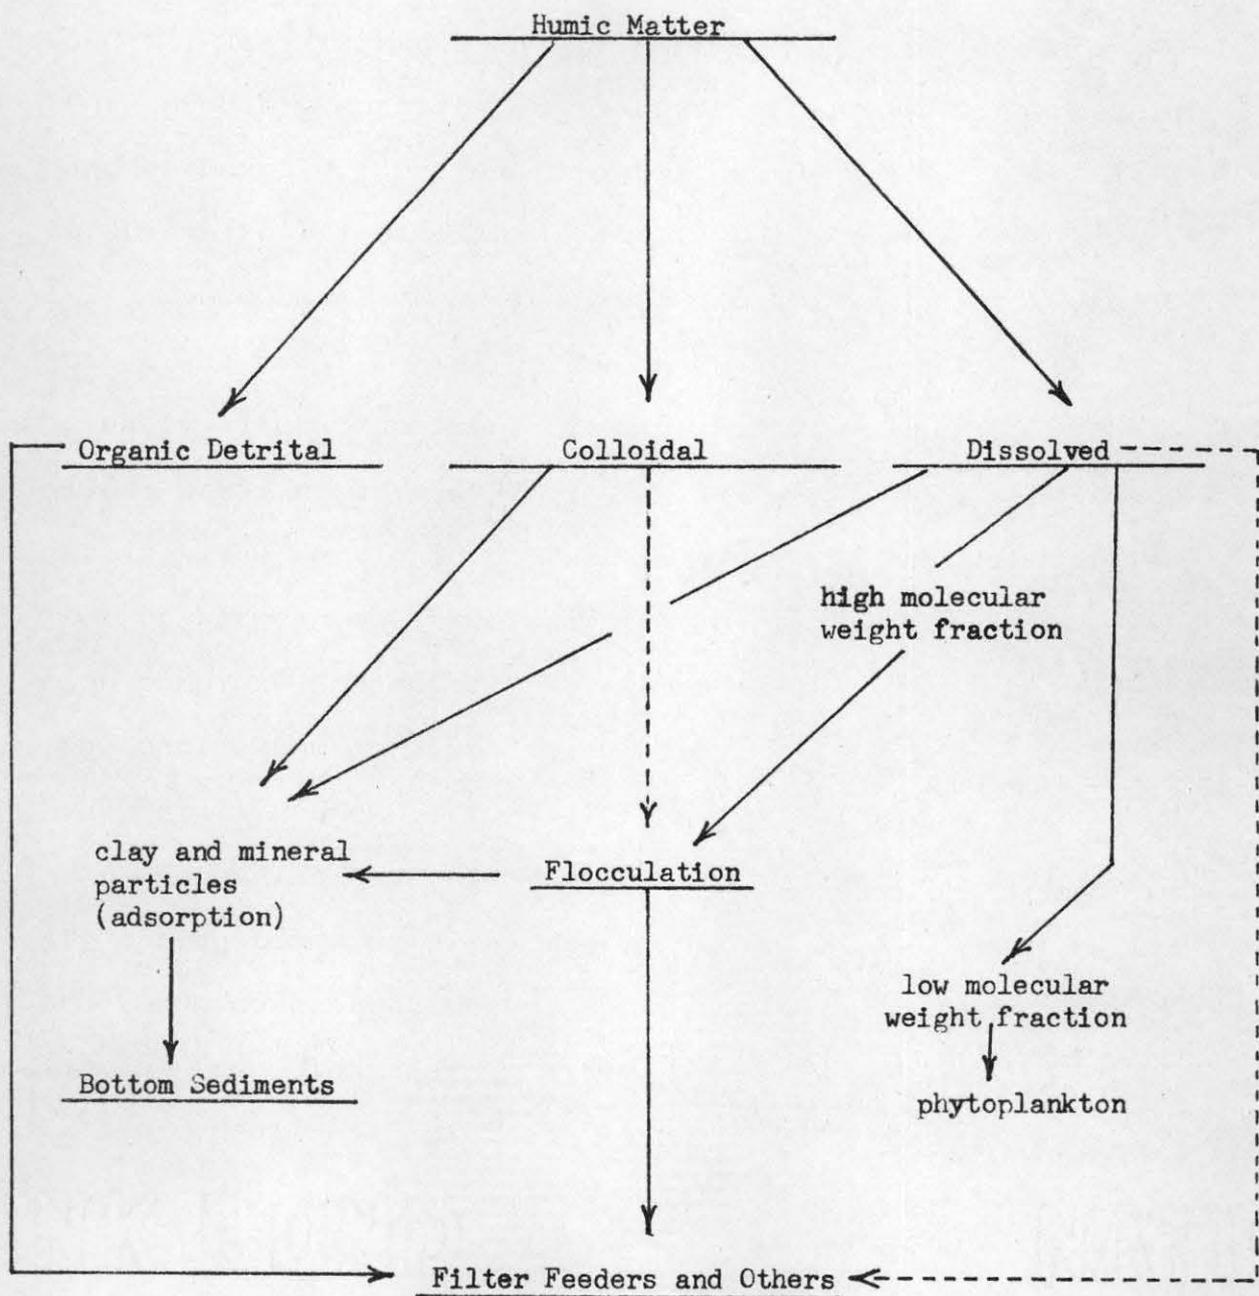 Humic Matter
Organic Detrital
Colloidal
Dissolved
high molecular
weight fraction
clay and mineral
particles
(adsorption)
Flocculation
low molecular
weight fraction
Bottom Sediments
phytoplankton
Filter Feeders and Others